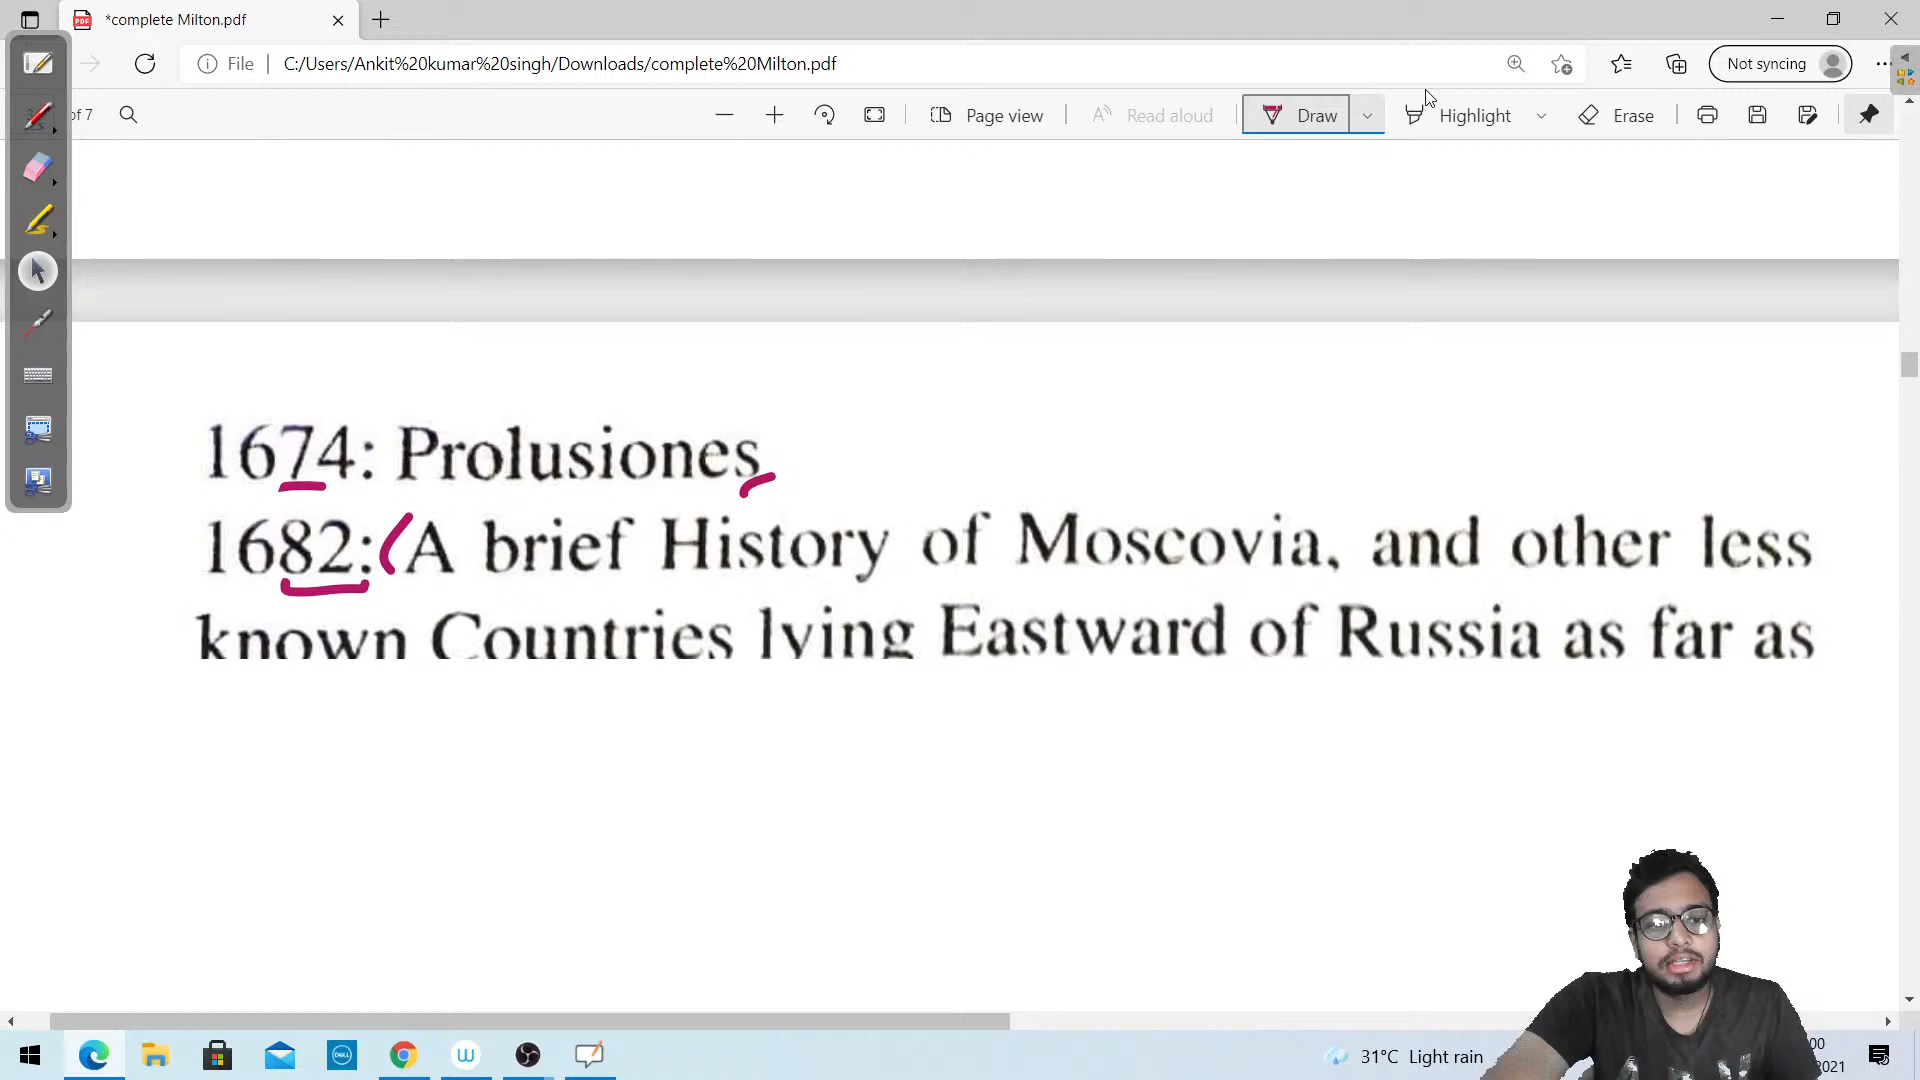 *complete Milton.pdf
File
C:/Users/Ankit%20kumar%20singh/Downloads/complete%20Milton.pdf
Not syncing
of 7
Page view
Read aloud
Draw
Highlight
Erase
1674: Prolusiones
1682: A brief History of Moscovia, and other less
known Countries lying Eastward of Russia as far as
31°C Light rain
00
2021